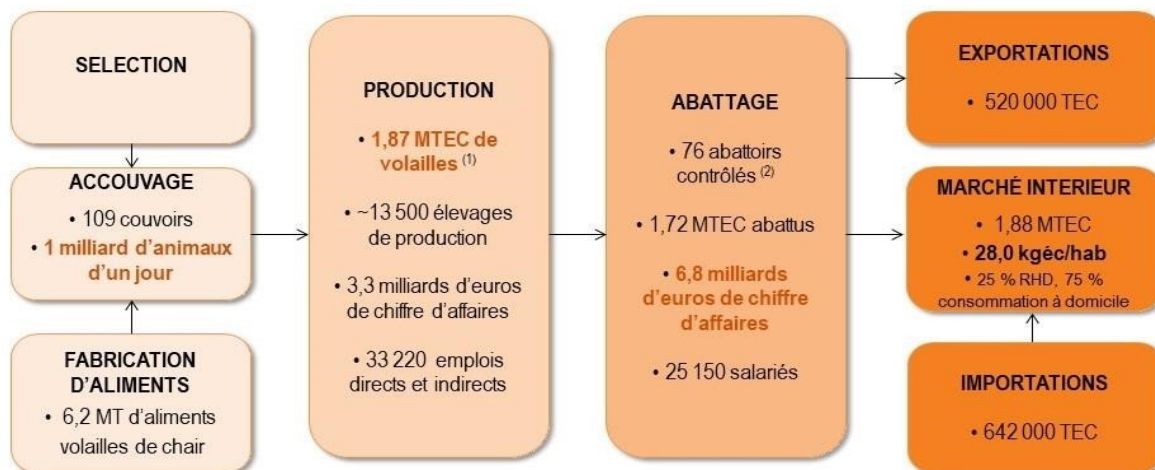 SELECTION
ACCOUVAGE
• 109 couvoirs
• 1 milliard d'animaux
d'un jour
FABRICATION
D'ALIMENTS
• 6,2 MT d'aliments
volailles de chair
PRODUCTION
• 1,87 MTEC de
volailles (1)
• ~13 500 élevages
de production
• 3,3 milliards d'euros
de chiffre d'affaires
• 33 220 emplois
directs et indirects
ABATTAGE
• 76 abattoirs
contrôlés (2)
• 1,72 MTEC abattus
• 6,8 milliards
d'euros de chiffre
d'affaires
• 25 150 salariés
EXPORTATIONS
• 520 000 TEC
MARCHÉ INTERIEUR
• 1,88 MTEC
• 28,0 kgéc/hab
• 25 % RHD, 75 %
consommation à domicile
IMPORTATIONS
• 642 000 TEC